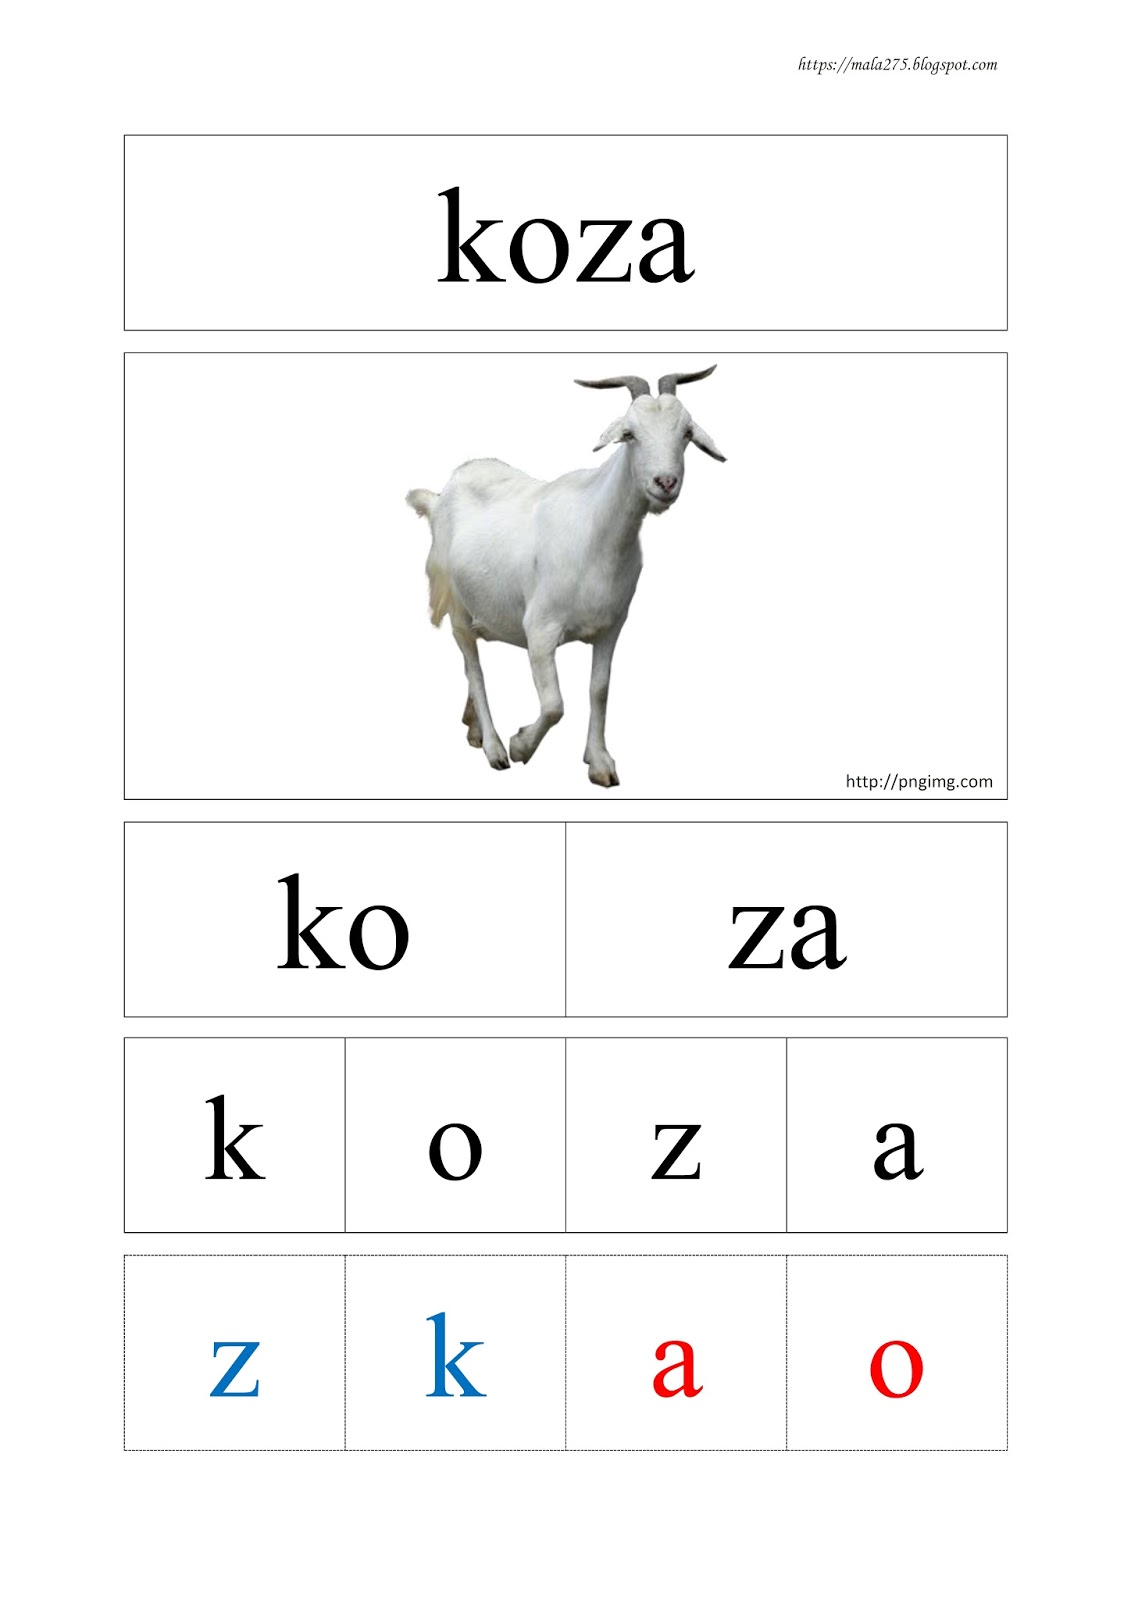 https://mala275.blogspot.com
koza
http://pngimg.com
ko za
k o z a
z k a o